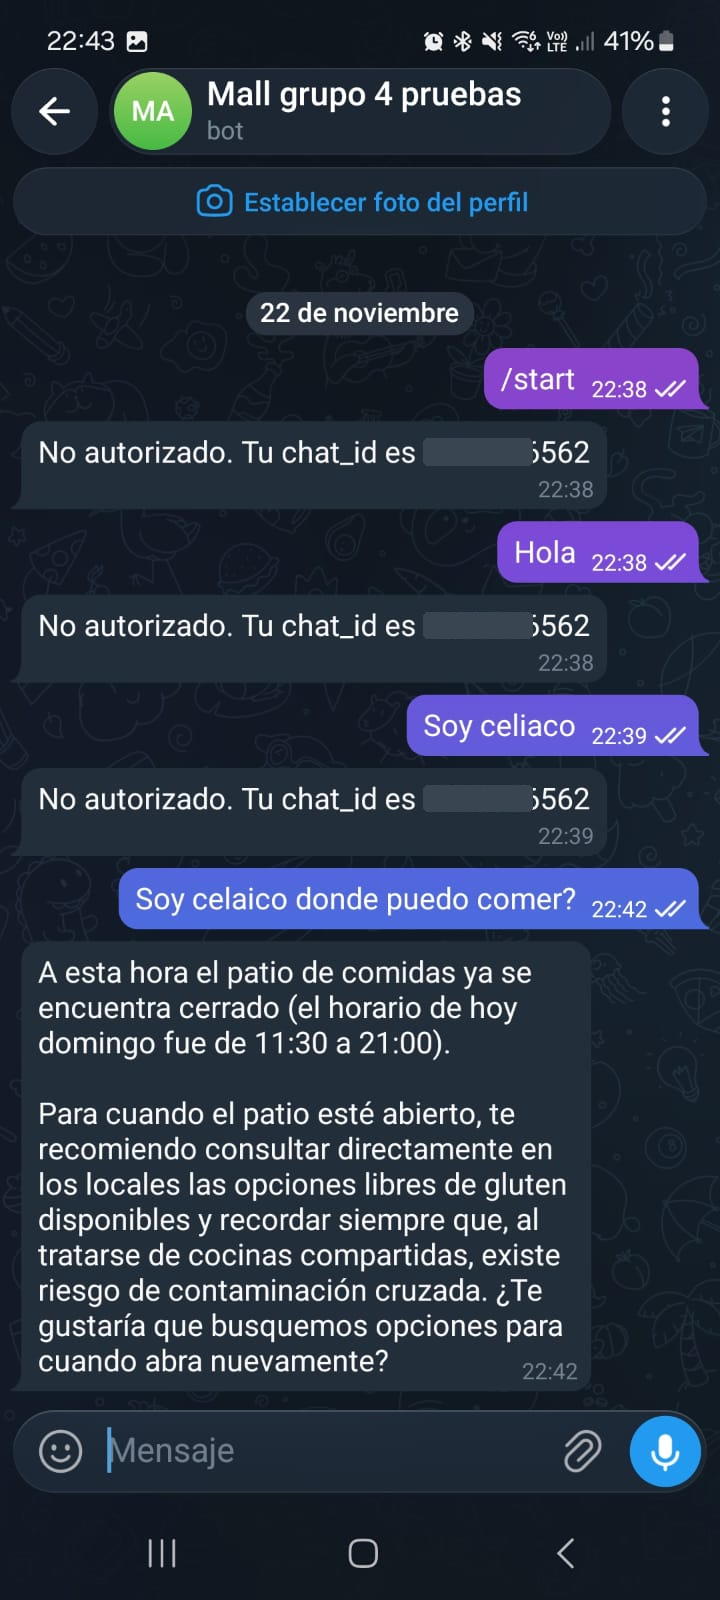 22:43
Vo))
LTE
41%
MA
Mall grupo 4 pruebas
bot
Establecer foto del perfil
22 de noviembre
/start 22:38
No autorizado. Tu chat_id es 6562
22:38
Hola 22:38
No autorizado. Tu chat_id es 6562
22:38
Soy celiaco 22:39
No autorizado. Tu chat_id es 6562
22:39
Soy celaico donde puedo comer? 22:42
A esta hora el patio de comidas ya se
encuentra cerrado (el horario de hoy
domingo fue de 11:30 a 21:00).
Para cuando el patio esté abierto, te
recomiendo consultar directamente en
los locales las opciones libres de gluten
disponibles y recordar siempre que, al
tratarse de cocinas compartidas, existe
riesgo de contaminación cruzada. ¿Te
gustaría que busquemos opciones para
cuando abra nuevamente?
22:42
Mensaje